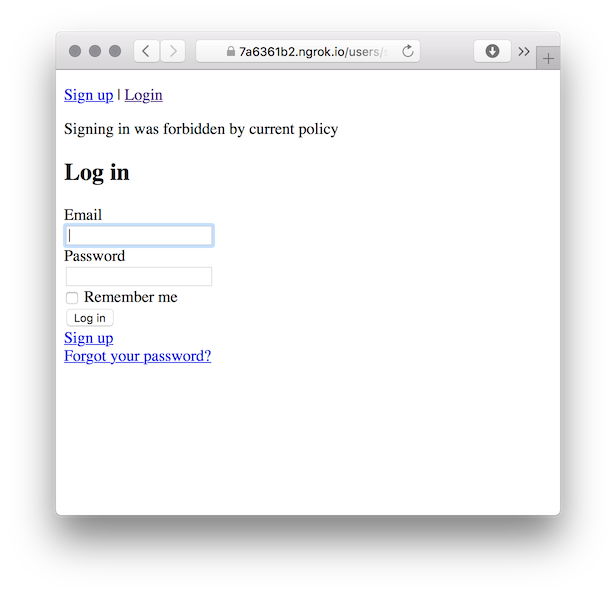 7a6361b2.ngrok.io/users/
Sign up | Login
Signing in was forbidden by current policy
Log in
Email
Password
Remember me
Log in
Sign up
Forgot your password?